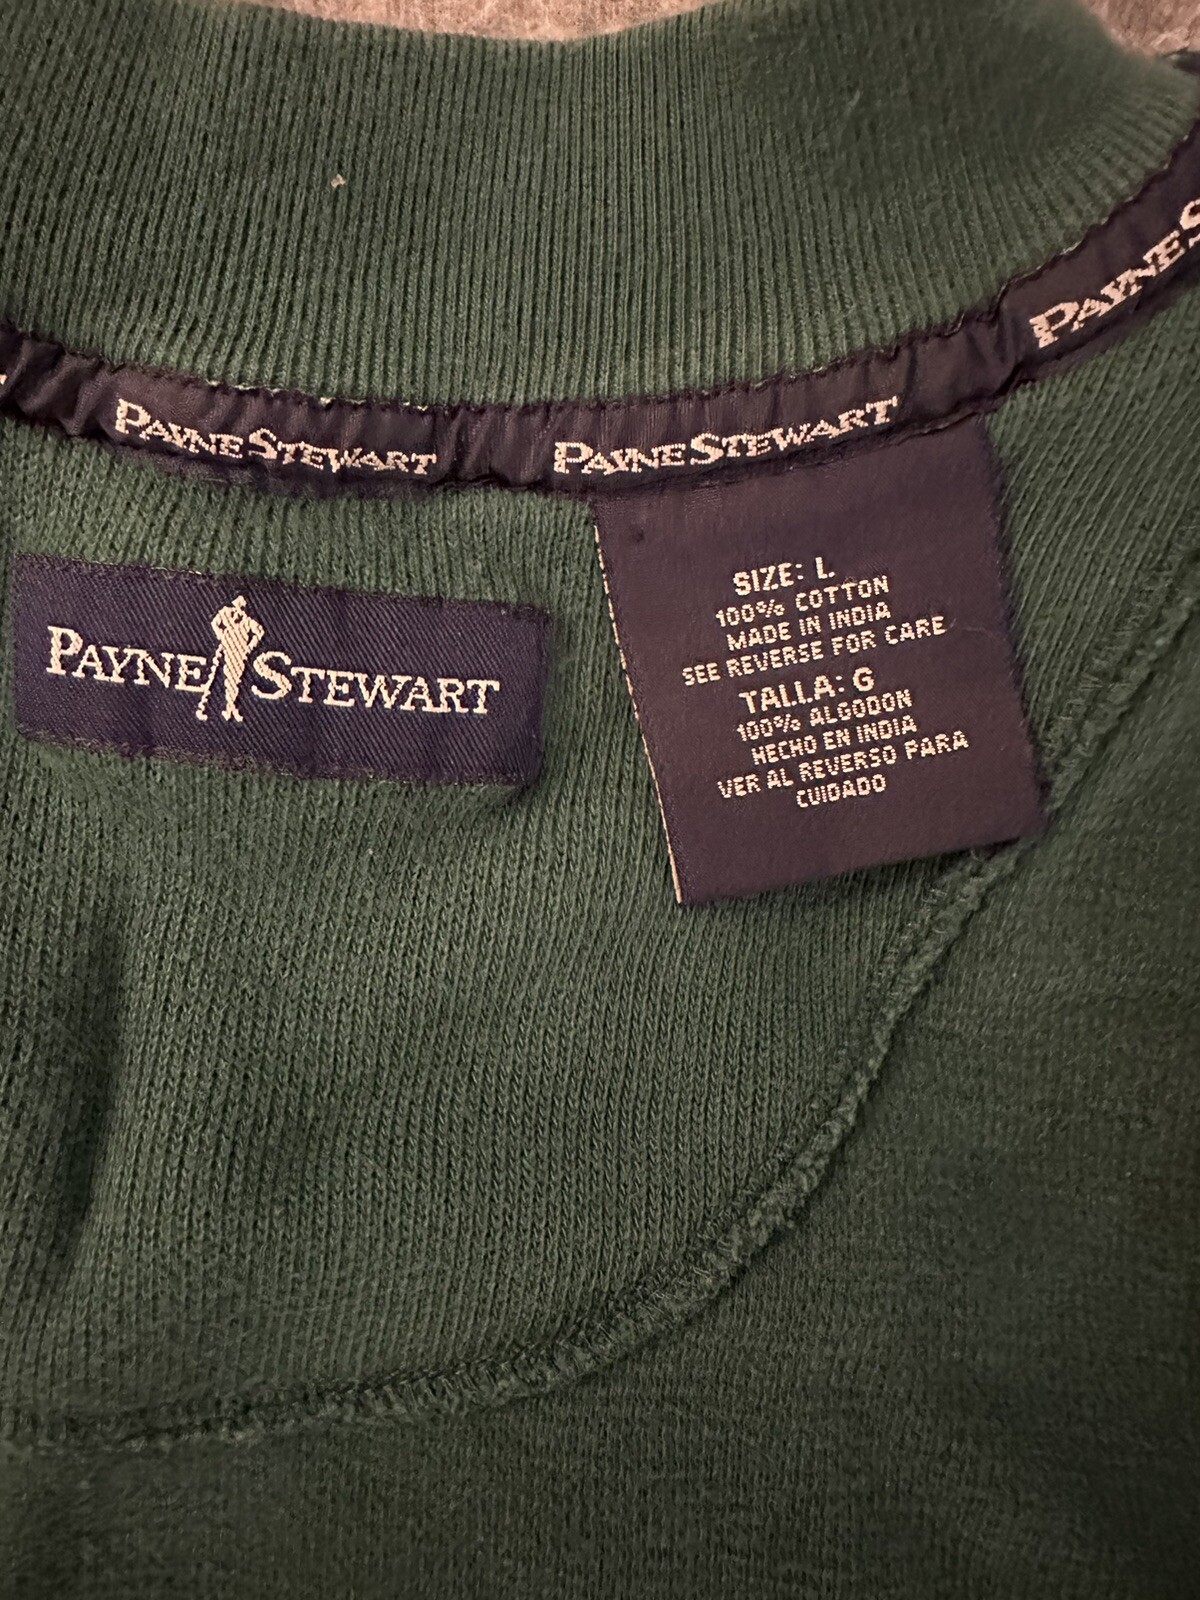 PAYNE STEWART
PAYNE STEWART
PAYNE S
PAYNE STEWART
SIZE: L
100% COTTON
MADE IN INDIA
SEE REVERSE FOR CARE
TALLA: G
100% ALGODON
HECHO EN INDIA
VER AL REVERSO PARA
CUIDADO